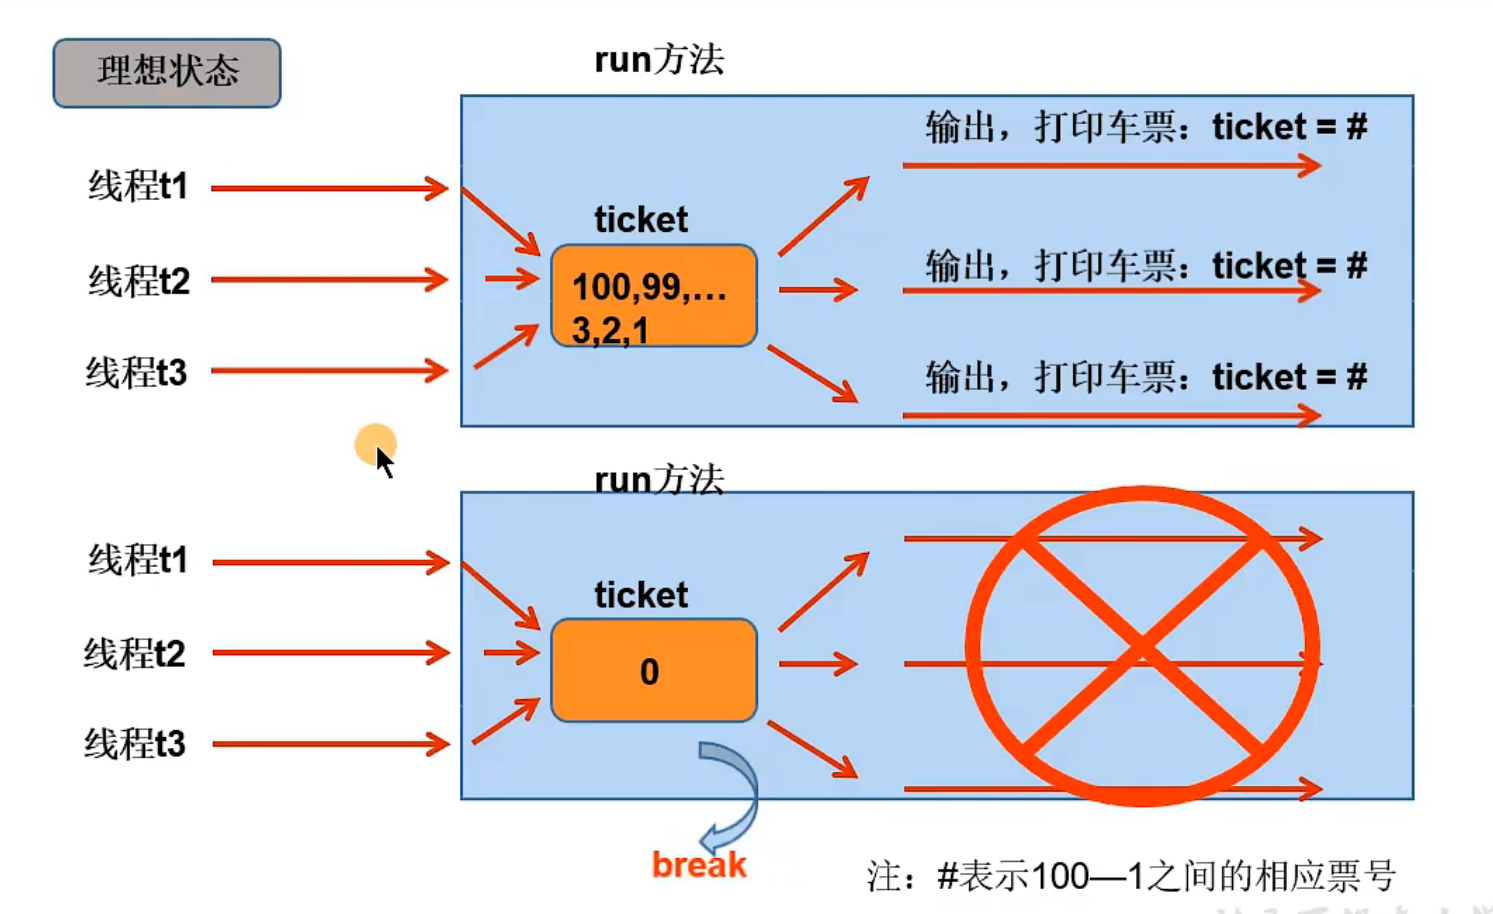 理想状态
run方法
输出，打印车票：ticket = #
线程t1
ticket
线程t2
100,99,...
3,2,1
输出，打印车票：ticket = #
线程t3
输出，打印车票：ticket = #
run方法
线程t1
ticket
线程t2
0
线程t3
break
注：#表示100—1之间的相应票号